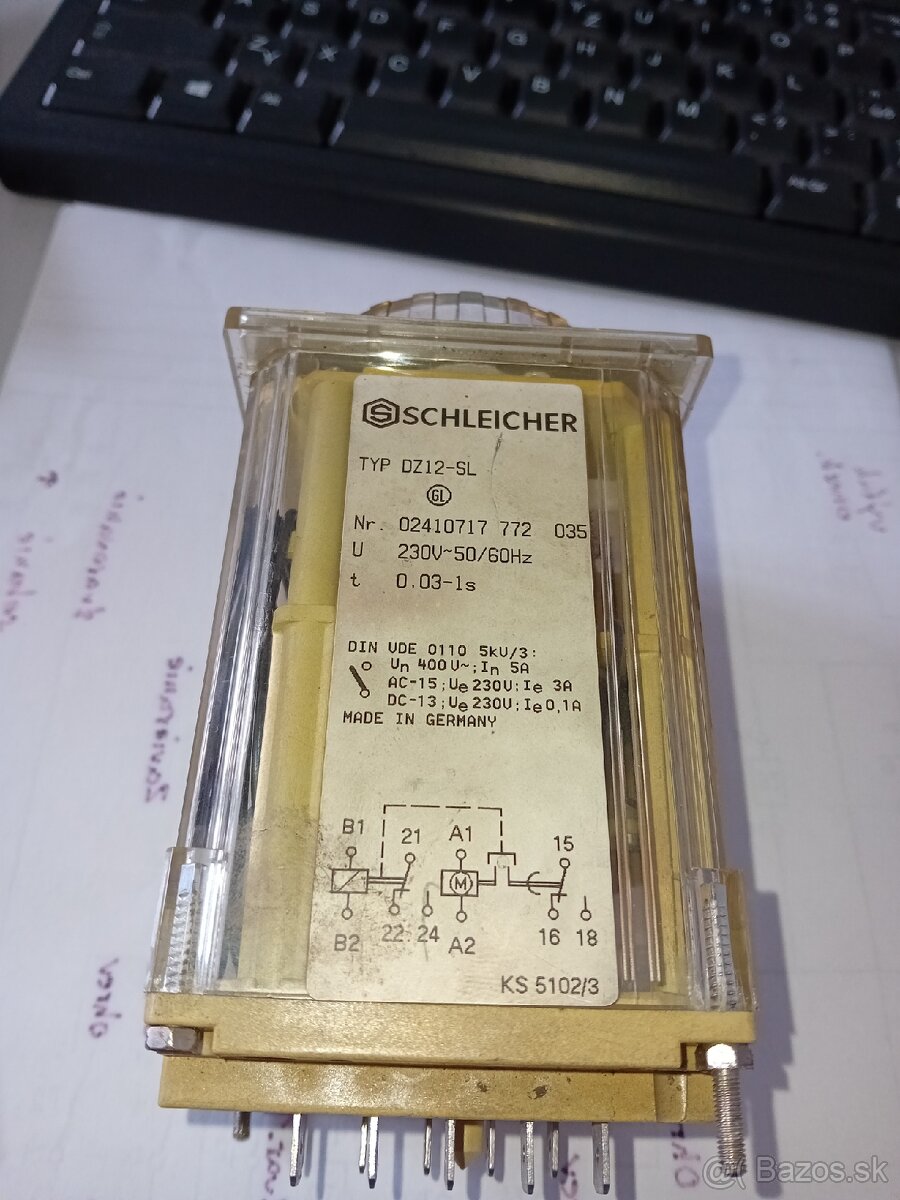 SCHLEICHER
TYP DZ12-SL
GL
Nr. 02410717 772 035
U 230V~50/60Hz
t 0.03-1s
DIN VDE 0110 5kV/3:
Un 400V~; In 5A
AC-15; Ue 230V; Ie 3A
DC-13; Ue 230V; Ie 0,1A
MADE IN GERMANY
B1 21 A1 15
M
B2 22 24 A2 16 18
KS 5102/3
Bazos.sk